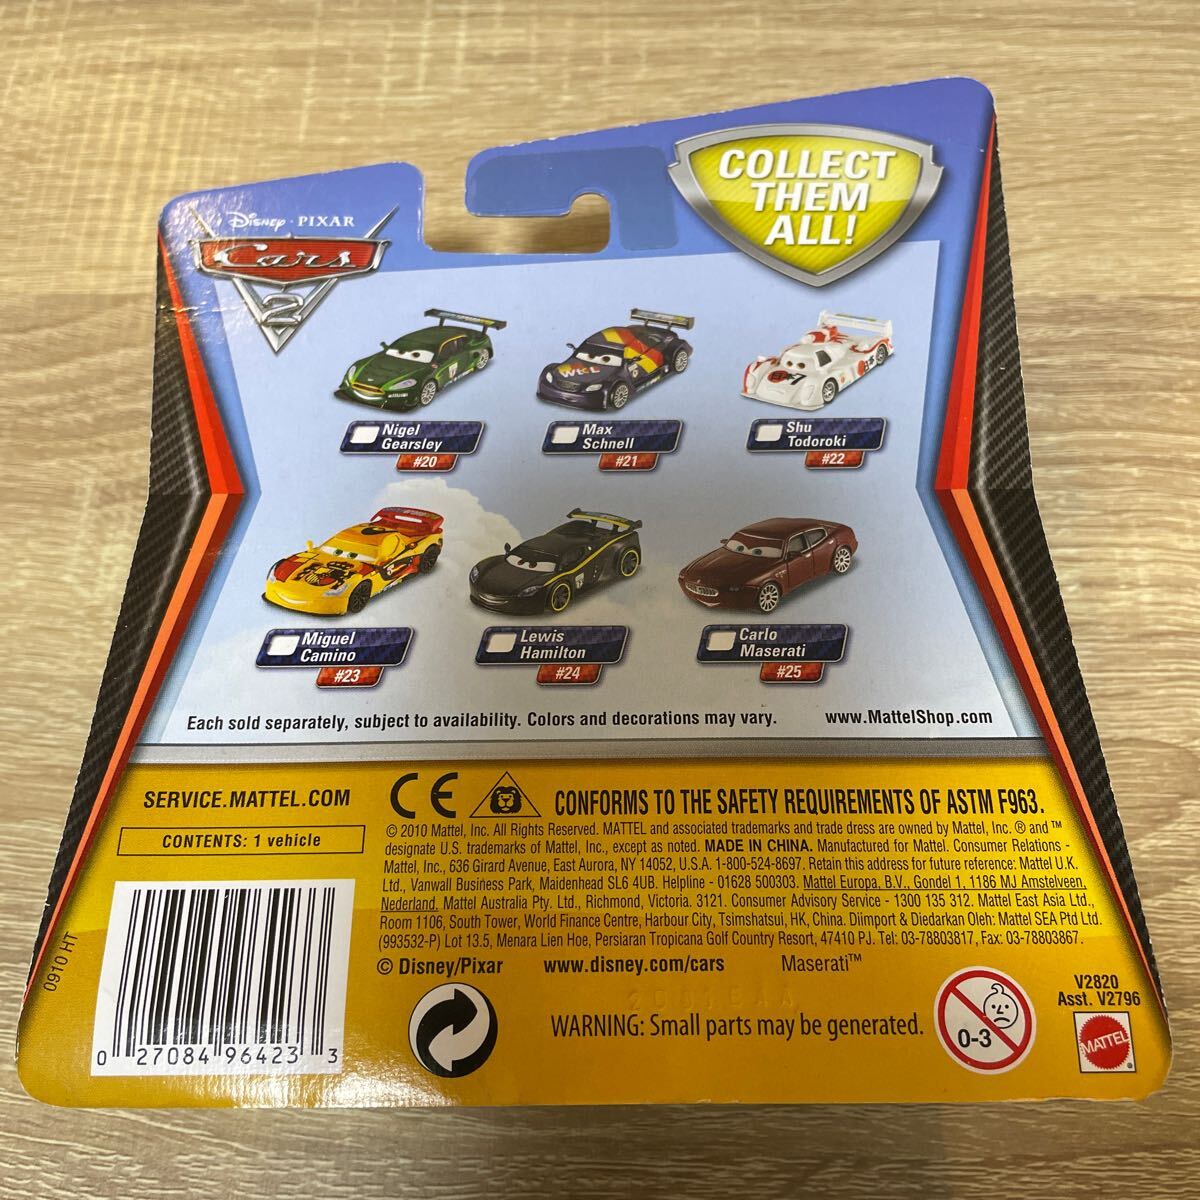 Disney · PIXAR
Cars
2
COLLECT
THEM
ALL!
Nigel
Gearsley
#20
Max
Schnell
#21
Shu
Todoroki
#22
Miguel
Camino
#23
Lewis
Hamilton
#24
Carlo
Maserati
#25
Each sold separately, subject to availability. Colors and decorations may vary.
www.MattelShop.com
SERVICE.MATTEL.COM
CONTENTS: 1 vehicle
CE
CONFORMS TO THE SAFETY REQUIREMENTS OF ASTM F963.
© 2010 Mattel, Inc. All Rights Reserved. MATTEL and associated trademarks and trade dress are owned by Mattel, Inc. ® and ™
designate U.S. trademarks of Mattel, Inc., except as noted. MADE IN CHINA. Manufactured for Mattel. Consumer Relations -
Mattel, Inc., 636 Girard Avenue, East Aurora, NY 14052, U.S.A. 1-800-524-8697. Retain this address for future reference: Mattel U.K.
Ltd., Vanwall Business Park, Maidenhead SL6 4UB. Helpline - 01628 500303. Mattel Europa, B.V., Gondel 1, 1186 MJ Amstelveen,
Nederland. Mattel Australia Pty. Ltd., Richmond, Victoria. 3121. Consumer Advisory Service - 1300 135 312. Mattel East Asia Ltd.,
Room 1106, South Tower, World Finance Centre, Harbour City, Tsimshatsui, HK, China. Diimport & Diedarkan Oleh: Mattel SEA Ptd Ltd.
(993532-P) Lot 13.5, Menara Lien Hoe, Persiaran Tropicana Golf Country Resort, 47410 PJ. Tel: 03-78803817, Fax: 03-78803867.
© Disney/Pixar
www.disney.com/cars
Maserati™
WARNING: Small parts may be generated.
0-3
V2820
Asst. V2796
MATTEL
0910 HT
0 27084 96423 3